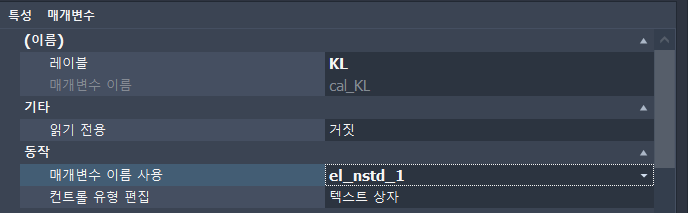 특성 매개변수
(이름)
레이블 KL
매개변수 이름 cal_KL
기타
읽기 전용 거짓
동작
매개변수 이름 사용 el_nstd_1
컨트롤 유형 편집 텍스트 상자